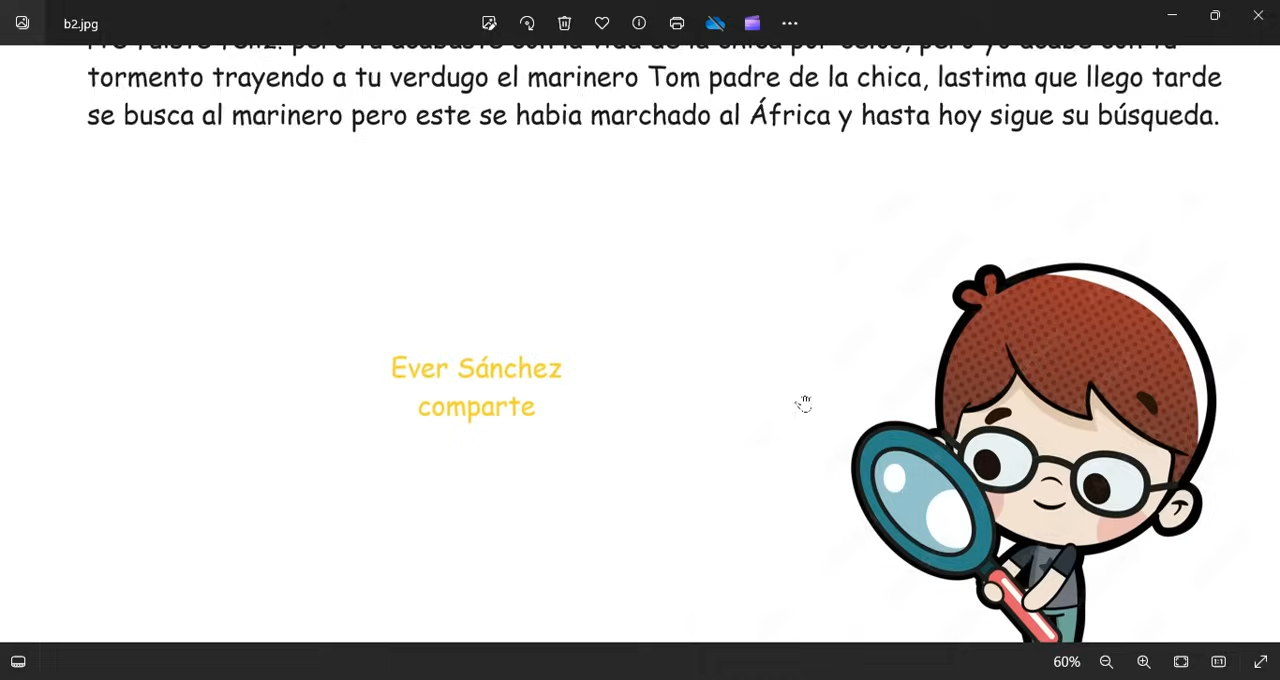 b2.jpg
tormento trayendo a tu verdugo el marinero Tom padre de la chica, lastima que llego tarde
se busca al marinero pero este se habia marchado al África y hasta hoy sigue su búsqueda.
Ever Sánchez
comparte
60%